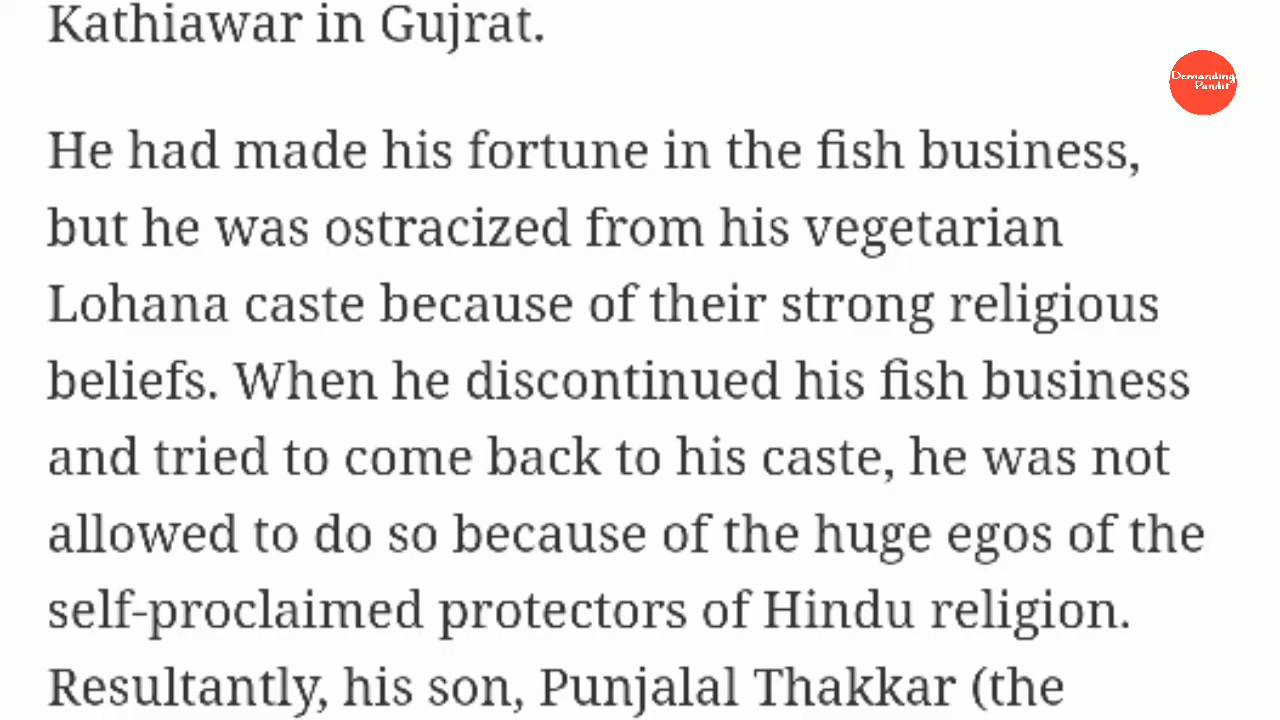 Kathiawar in Gujrat.
Demanding
Pandit
He had made his fortune in the fish business,
but he was ostracized from his vegetarian
Lohana caste because of their strong religious
beliefs. When he discontinued his fish business
and tried to come back to his caste, he was not
allowed to do so because of the huge egos of the
self-proclaimed protectors of Hindu religion.
Resultantly, his son, Punjalal Thakkar (the